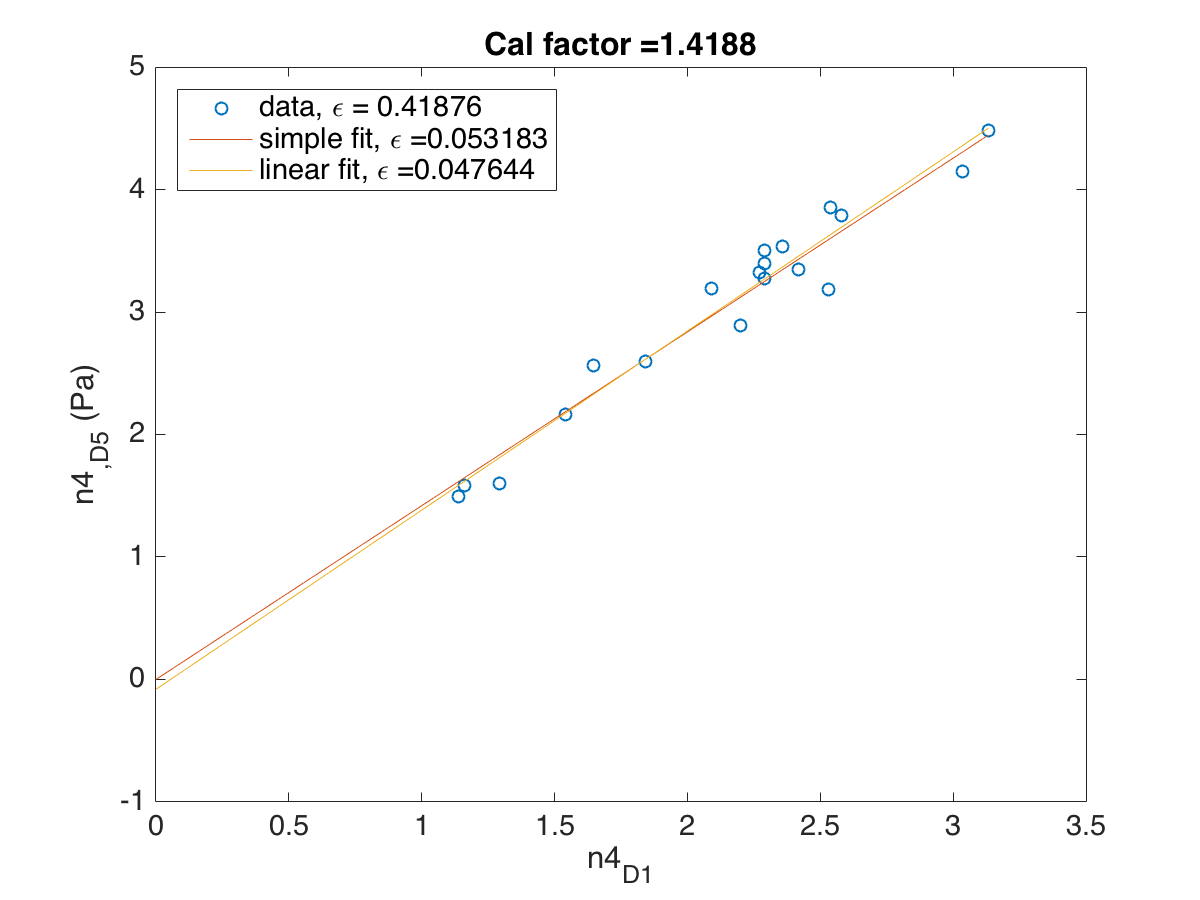 Cal factor =1.4188
data, ϵ = 0.41876
simple fit, ϵ =0.053183
linear fit, ϵ =0.047644
5
4
3
2
1
0
-1
n4,D5 (Pa)
0 0.5 1 1.5 2 2.5 3 3.5
n4D1